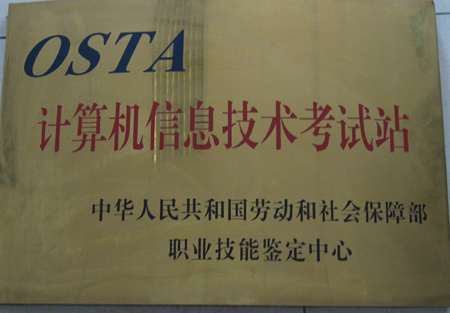 OSTA
计算机信息技术考试站
中华人民共和国劳动和社会保障部
职业技能鉴定中心